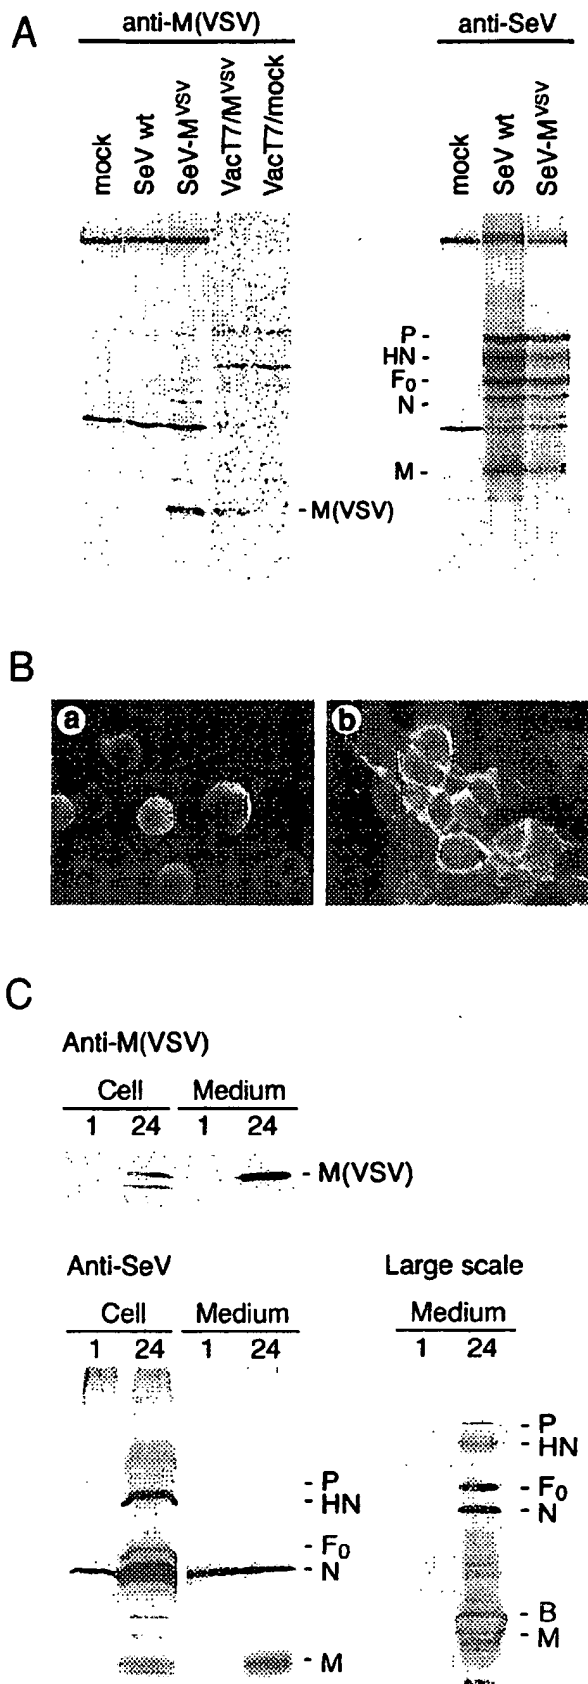 A
anti-M(VSV)
anti-SeV
mock
SeV wt
SeV-M^VSV
VacT7/M^VSV
VacT7/mock
mock
SeV wt
SeV-M^VSV
P -
HN -
F₀ -
N -
M -
- M(VSV)
B
a
b
C
Anti-M(VSV)
Cell Medium
1 24 1 24
- M(VSV)
Anti-SeV
Large scale
Cell Medium
Medium
1 24 1 24
1 24
- P
- HN
- F₀
- N
- M
- P
- HN
- F₀
- N
- B
- M